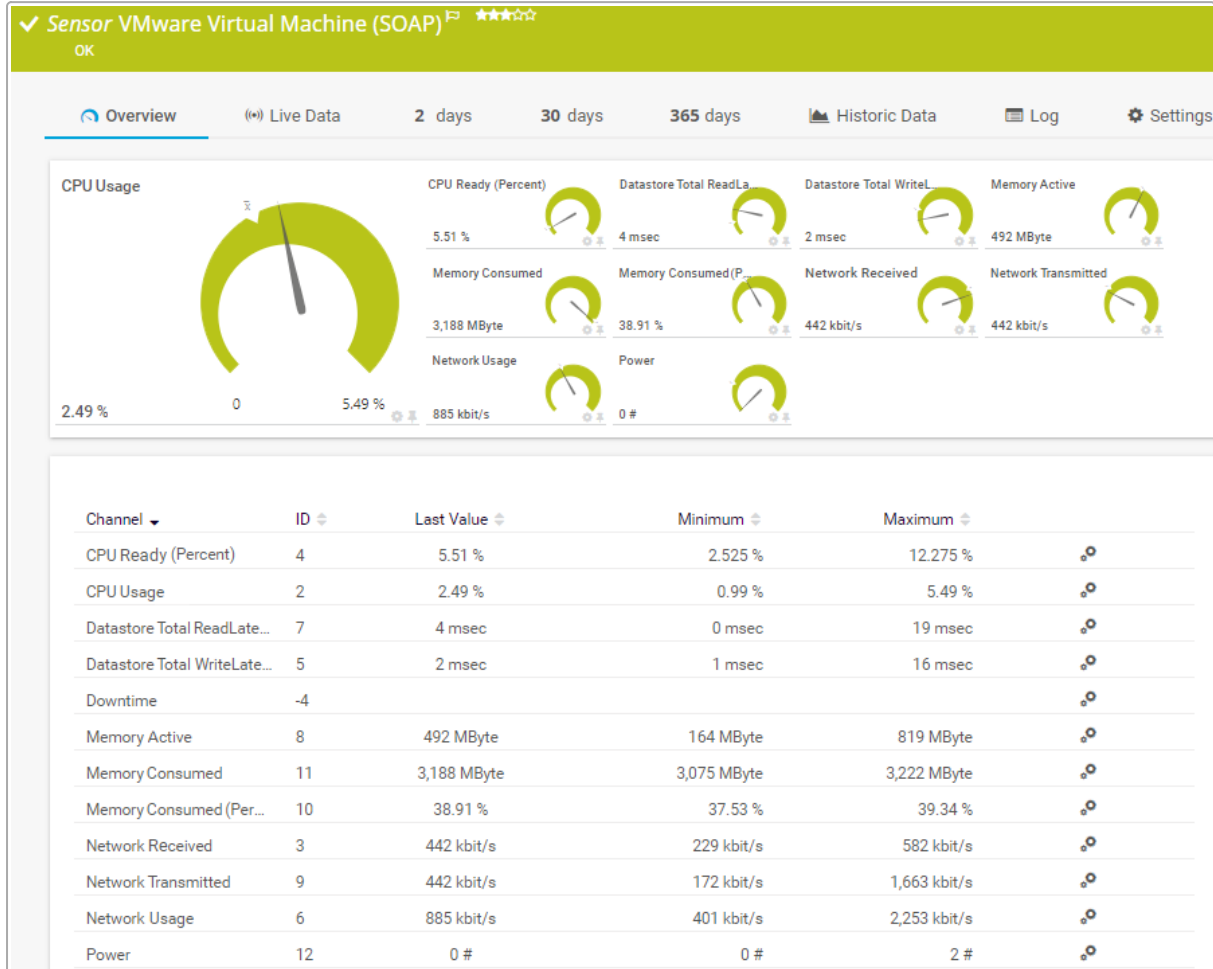 Sensor VMware Virtual Machine (SOAP)
OK
Overview Live Data 2 days 30 days 365 days Historic Data Log Settings
CPU Usage
x̄
2.49 %
0
5.49 %
CPU Ready (Percent)
5.51 %
Datastore Total ReadLa...
4 msec
Datastore Total WriteL...
2 msec
Memory Active
492 MByte
Memory Consumed
3,188 MByte
Memory Consumed (P...
38.91 %
Network Received
442 kbit/s
Network Transmitted
442 kbit/s
Network Usage
885 kbit/s
Power
0 #
Channel ID Last Value Minimum Maximum
CPU Ready (Percent) 4 5.51 % 2.525 % 12.275 %
CPU Usage 2 2.49 % 0.99 % 5.49 %
Datastore Total ReadLate... 7 4 msec 0 msec 19 msec
Datastore Total WriteLate... 5 2 msec 1 msec 16 msec
Downtime -4
Memory Active 8 492 MByte 164 MByte 819 MByte
Memory Consumed 11 3,188 MByte 3,075 MByte 3,222 MByte
Memory Consumed (Per... 10 38.91 % 37.53 % 39.34 %
Network Received 3 442 kbit/s 229 kbit/s 582 kbit/s
Network Transmitted 9 442 kbit/s 172 kbit/s 1,663 kbit/s
Network Usage 6 885 kbit/s 401 kbit/s 2,253 kbit/s
Power 12 0 # 0 # 2 #